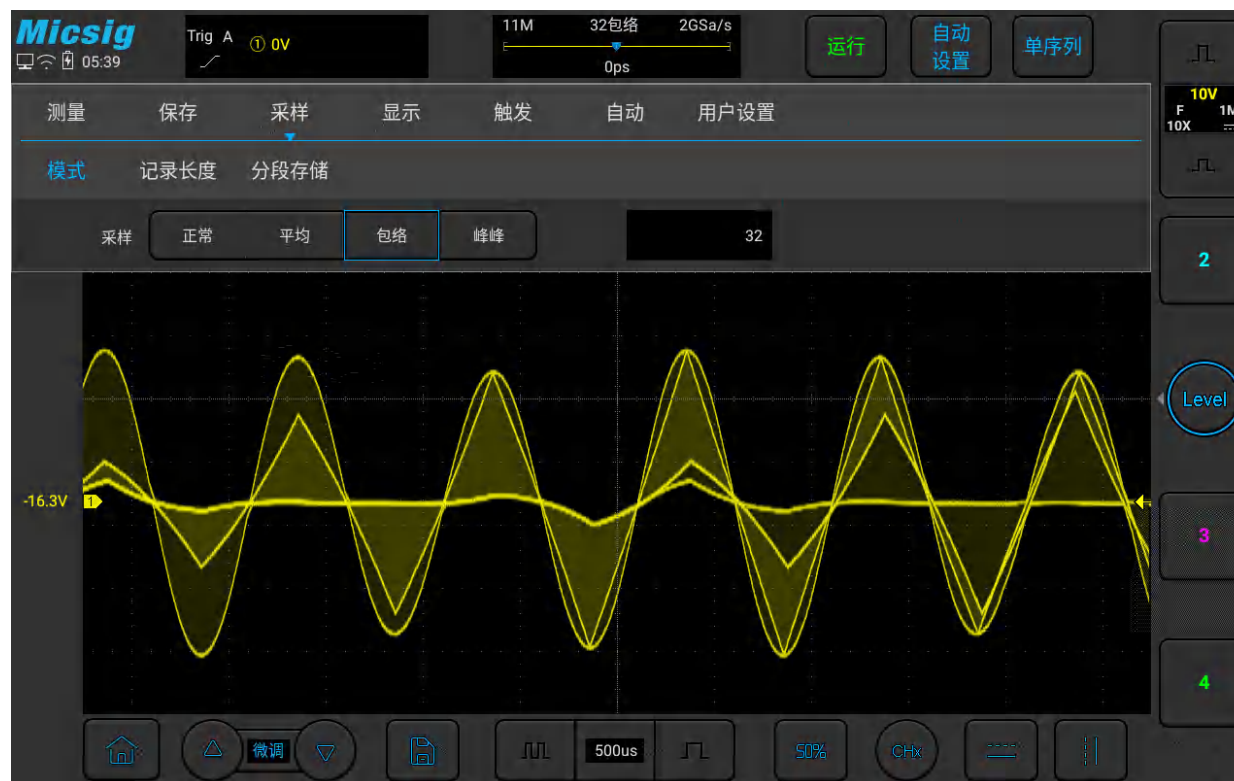 Micsig
05:39
Trig A ① 0V
11M 32包络 2GSa/s
0ps
运行
自动
设置
单序列
测量 保存 采样 显示 触发 自动 用户设置
模式 记录长度 分段存储
采样 正常 平均 包络 峰峰 32
10V
F 1M
10X
2
Level
-16.3V 1
3
4
微调 500us 50% CHx